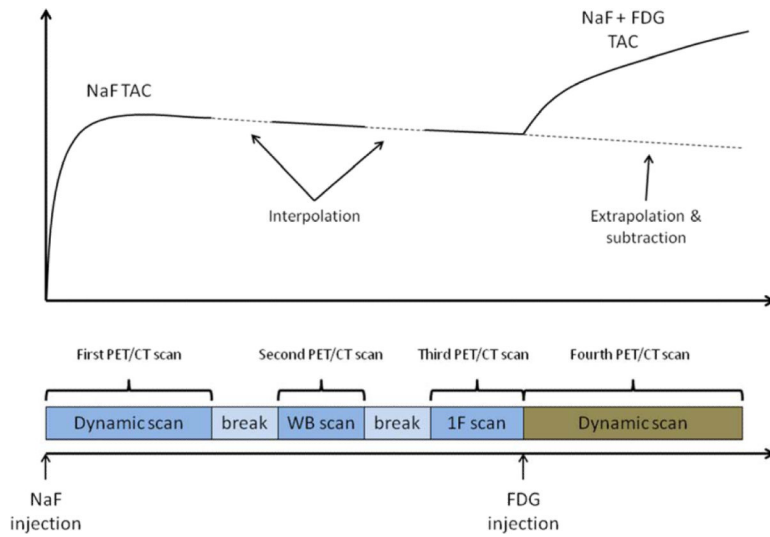 NaF + FDG
TAC
NaF TAC
Interpolation
Extrapolation &
subtraction
First PET/CT scan
Second PET/CT scan
Third PET/CT scan
Fourth PET/CT scan
Dynamic scan
break
WB scan
break
1F scan
Dynamic scan
NaF
injection
FDG
injection